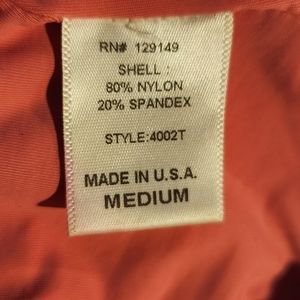 RN# 129149
SHELL :
80% NYLON
20% SPANDEX
STYLE:4002T
MADE IN U.S.A.
MEDIUM